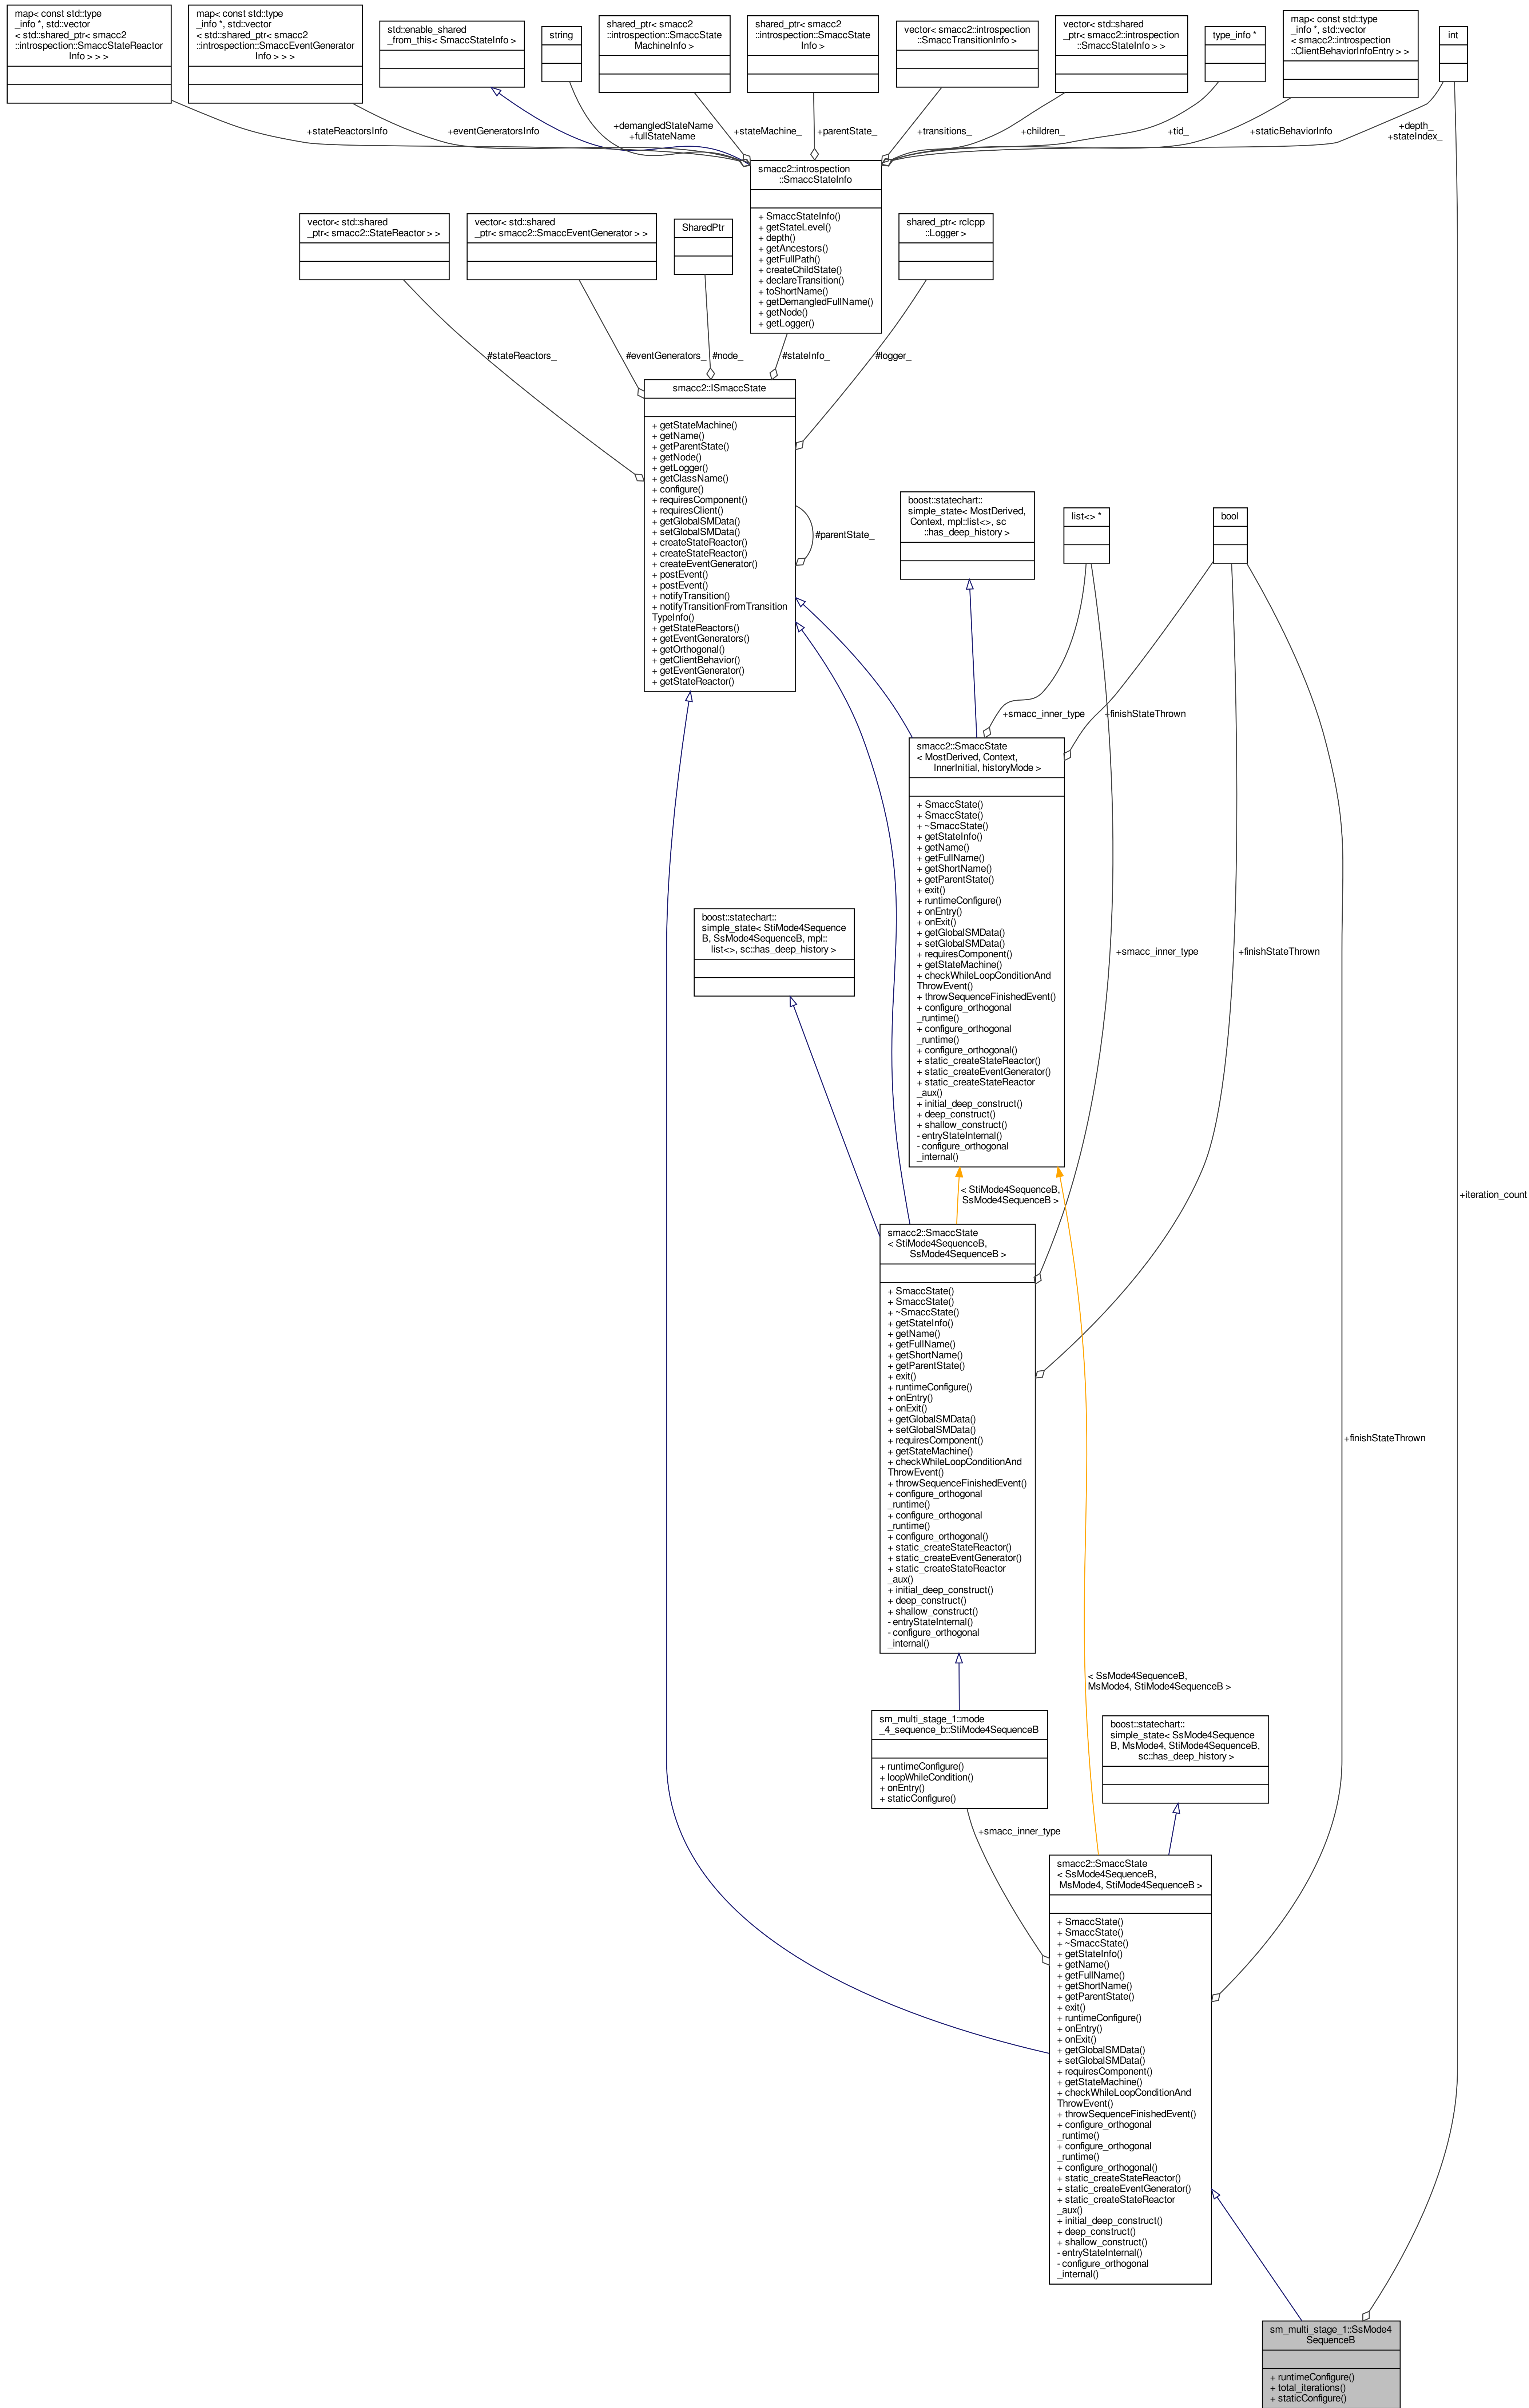 map< const std::type
_info *, std::vector
< std::shared_ptr< smacc2
::introspection::SmaccStateReactor
Info > > >
map< const std::type
_info *, std::vector
< std::shared_ptr< smacc2
::introspection::SmaccEventGenerator
Info > > >
std::enable_shared
_from_this< SmaccStateInfo >
string
shared_ptr< smacc2
::introspection::SmaccState
MachineInfo >
shared_ptr< smacc2
::introspection::SmaccState
Info >
vector< smacc2::introspection
::SmaccTransitionInfo >
vector< std::shared
_ptr< smacc2::introspection
::SmaccStateInfo > >
type_info *
map< const std::type
_info *, std::vector
< smacc2::introspection
::ClientBehaviorInfoEntry > >
int
+stateReactorsInfo
+eventGeneratorsInfo
+demangledStateName
+fullStateName
+stateMachine_
+parentState_
+transitions_
+children_
+tid_
+staticBehaviorInfo
+depth_
+stateIndex_
smacc2::introspection
::SmaccStateInfo
+ SmaccStateInfo()
+ getStateLevel()
+ depth()
+ getAncestors()
+ getFullPath()
+ createChildState()
+ declareTransition()
+ toShortName()
+ getDemangledFullName()
+ getNode()
+ getLogger()
vector< std::shared
_ptr< smacc2::StateReactor > >
vector< std::shared
_ptr< smacc2::SmaccEventGenerator > >
SharedPtr
shared_ptr< rclcpp
::Logger >
#stateReactors_
#eventGenerators_
#node_
#stateInfo_
#logger_
smacc2::ISmaccState
+ getStateMachine()
+ getName()
+ getParentState()
+ getNode()
+ getLogger()
+ getClassName()
+ configure()
+ requiresComponent()
+ requiresClient()
+ getGlobalSMData()
+ setGlobalSMData()
+ createStateReactor()
+ createStateReactor()
+ createEventGenerator()
+ postEvent()
+ postEvent()
+ notifyTransition()
+ notifyTransitionFromTransition
TypeInfo()
+ getStateReactors()
+ getEventGenerators()
+ getOrthogonal()
+ getClientBehavior()
+ getEventGenerator()
+ getStateReactor()
#parentState_
boost::statechart::
simple_state< MostDerived,
Context, mpl::list<>, sc
::has_deep_history >
list<> *
bool
+smacc_inner_type
+finishStateThrown
smacc2::SmaccState
< MostDerived, Context,
InnerInitial, historyMode >
+ SmaccState()
+ SmaccState()
+ ~SmaccState()
+ getStateInfo()
+ getName()
+ getFullName()
+ getShortName()
+ getParentState()
+ exit()
+ runtimeConfigure()
+ onEntry()
+ onExit()
+ getGlobalSMData()
+ setGlobalSMData()
+ requiresComponent()
+ getStateMachine()
+ checkWhileLoopConditionAnd
ThrowEvent()
+ throwSequenceFinishedEvent()
+ configure_orthogonal
_runtime()
+ configure_orthogonal
_runtime()
+ configure_orthogonal()
+ static_createStateReactor()
+ static_createEventGenerator()
+ static_createStateReactor
_aux()
+ initial_deep_construct()
+ deep_construct()
+ shallow_construct()
- entryStateInternal()
- configure_orthogonal
_internal()
boost::statechart::
simple_state< StiMode4Sequence
B, SsMode4SequenceB, mpl::
list<>, sc::has_deep_history >
+smacc_inner_type
+finishStateThrown
< StiMode4SequenceB,
SsMode4SequenceB >
+iteration_count
smacc2::SmaccState
< StiMode4SequenceB,
SsMode4SequenceB >
+ SmaccState()
+ SmaccState()
+ ~SmaccState()
+ getStateInfo()
+ getName()
+ getFullName()
+ getShortName()
+ getParentState()
+ exit()
+ runtimeConfigure()
+ onEntry()
+ onExit()
+ getGlobalSMData()
+ setGlobalSMData()
+ requiresComponent()
+ getStateMachine()
+ checkWhileLoopConditionAnd
ThrowEvent()
+ throwSequenceFinishedEvent()
+ configure_orthogonal
_runtime()
+ configure_orthogonal
_runtime()
+ configure_orthogonal()
+ static_createStateReactor()
+ static_createEventGenerator()
+ static_createStateReactor
_aux()
+ initial_deep_construct()
+ deep_construct()
+ shallow_construct()
- entryStateInternal()
- configure_orthogonal
_internal()
+finishStateThrown
< SsMode4SequenceB,
MsMode4, StiMode4SequenceB >
sm_multi_stage_1::mode
_4_sequence_b::StiMode4SequenceB
+ runtimeConfigure()
+ loopWhileCondition()
+ onEntry()
+ staticConfigure()
boost::statechart::
simple_state< SsMode4Sequence
B, MsMode4, StiMode4SequenceB,
sc::has_deep_history >
+smacc_inner_type
smacc2::SmaccState
< SsMode4SequenceB,
MsMode4, StiMode4SequenceB >
+ SmaccState()
+ SmaccState()
+ ~SmaccState()
+ getStateInfo()
+ getName()
+ getFullName()
+ getShortName()
+ getParentState()
+ exit()
+ runtimeConfigure()
+ onEntry()
+ onExit()
+ getGlobalSMData()
+ setGlobalSMData()
+ requiresComponent()
+ getStateMachine()
+ checkWhileLoopConditionAnd
ThrowEvent()
+ throwSequenceFinishedEvent()
+ configure_orthogonal
_runtime()
+ configure_orthogonal
_runtime()
+ configure_orthogonal()
+ static_createStateReactor()
+ static_createEventGenerator()
+ static_createStateReactor
_aux()
+ initial_deep_construct()
+ deep_construct()
+ shallow_construct()
- entryStateInternal()
- configure_orthogonal
_internal()
sm_multi_stage_1::SsMode4
SequenceB
+ runtimeConfigure()
+ total_iterations()
+ staticConfigure()